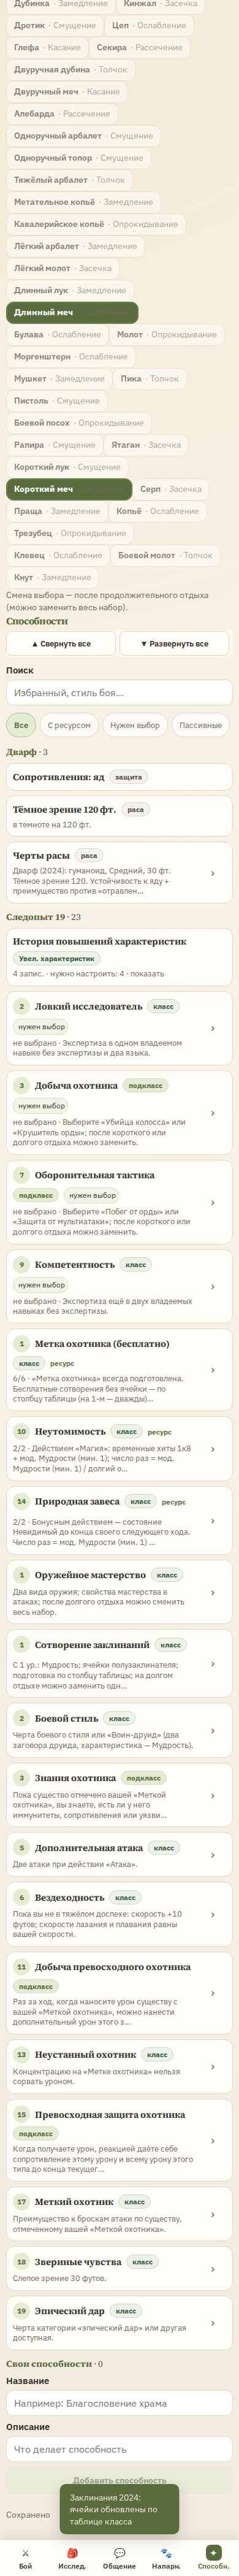 Дубинка · Замедление Кинжал · Засечка
Дротик · Смущение Цеп · Ослабление
Глефа · Касание Секира · Рассечение
Двуручная дубина · Толчок
Двуручный меч · Касание
Алебарда · Рассечение
Одноручный арбалет · Смущение
Одноручный топор · Смущение
Тяжёлый арбалет · Толчок
Метательное копьё · Замедление
Кавалерийское копьё · Опрокидывание
Лёгкий арбалет · Замедление
Лёгкий молот · Засечка
Длинный лук · Замедление
Длинный меч
Булава · Ослабление Молот · Опрокидывание
Моргенштерн · Ослабление
Мушкет · Замедление Пика · Толчок
Пистоль · Смущение
Боевой посох · Опрокидывание
Рапира · Смущение Ятаган · Засечка
Короткий лук · Смущение
Короткий меч Серп · Засечка
Праща · Замедление Копьё · Ослабление
Трезубец · Опрокидывание
Клевец · Ослабление Боевой молот · Толчок
Кнут · Замедление
Смена выбора — после продолжительного отдыха
(можно заменить весь набор).
Способности
▲ Свернуть все ▼ Развернуть все
Поиск
Избранный, стиль боя...
Все С ресурсом Нужен выбор Пассивные
Дварф · 3
Сопротивления: яд защита
Тёмное зрение 120 фт. раса
в темноте на 120 фт.
Черты расы раса
Дварф (2024): гуманоид, Средний, 30 фт.
Тёмное зрение 120. Устойчивость к яду +
преимущество против «отравлен...
Следопыт 19 · 23
История повышений характеристик
Увел. характеристик
4 запис. · нужно настроить: 4 · показать
2 Ловкий исследователь класс
нужен выбор
не выбрано · Экспертиза в одном владеемом
навыке без экспертизы и два языка.
3 Добыча охотника подкласс
нужен выбор
не выбрано · Выберите «Убийца колосса» или
«Крушитель орды»; после короткого или
долгого отдыха можно заменить.
7 Оборонительная тактика
подкласс нужен выбор
не выбрано · Выберите «Побег от орды» или
«Защита от мультиатаки»; после короткого или
долгого отдыха можно заменить.
9 Компетентность класс
нужен выбор
не выбрано · Экспертиза ещё в двух владеемых
навыках без экспертизы.
1 Метка охотника (бесплатно)
класс ресурс
6/6 · «Метка охотника» всегда подготовлена.
Бесплатные сотворения без ячейки — по
столбцу таблицы (на 1-м — дважды)...
10 Неутомимость класс ресурс
2/2 · Действием «Магия»: временные хиты 1к8
+ мод. Мудрости (мин. 1); число раз = мод.
Мудрости (мин. 1) / долгий о...
14 Природная завеса класс ресурс
2/2 · Бонусным действием — состояние
Невидимый до конца своего следующего хода.
Число раз = мод. Мудрости (мин. 1) ...
1 Оружейное мастерство класс
Два вида оружия; свойства мастерства в
атаках; после долгого отдыха можно сменить
весь набор.
1 Сотворение заклинаний класс
С 1 ур.: Мудрость; ячейки полузаклинателя;
подготовка по столбцу таблицы; на долгом
отдыхе можно заменить одн...
2 Боевой стиль класс
Черта боевого стиля или «Воин-друид» (два
заговора друида, характеристика — Мудрость).
3 Знания охотника подкласс
Пока существо отмечено вашей «Меткой
охотника», вы знаете, есть ли у него
иммунитеты, сопротивления или уязви...
5 Дополнительная атака класс
Две атаки при действии «Атака».
6 Вездеходность класс
Пока вы не в тяжёлом доспехе: скорость +10
футов; скорости лазания и плавания равны
вашей скорости.
11 Добыча превосходного охотника
подкласс
Раз за ход, когда наносите урон существу с
вашей «Меткой охотника», можно нанести
дополнительный урон этого з...
13 Неустанный охотник класс
Концентрацию на «Метке охотника» нельзя
сорвать уроном.
15 Превосходная защита охотника
подкласс
Когда получаете урон, реакцией даёте себе
сопротивление этому урону и всему урону этого
типа до конца текущег...
17 Меткий охотник класс
Преимущество к броскам атаки по существу,
отмеченному вашей «Меткой охотника».
18 Звериные чувства класс
Слепое зрение 30 футов.
19 Эпический дар класс
Черта категории «эпический дар» или другая
доступная.
Свои способности · 0
Название
Например: Благословение храма
Описание
Что делает способность
Добавить способность
Сохранено
Заклинания 2024:
ячейки обновлены по
таблице класса
Бой Исслед. Общение Напарн. Способн.